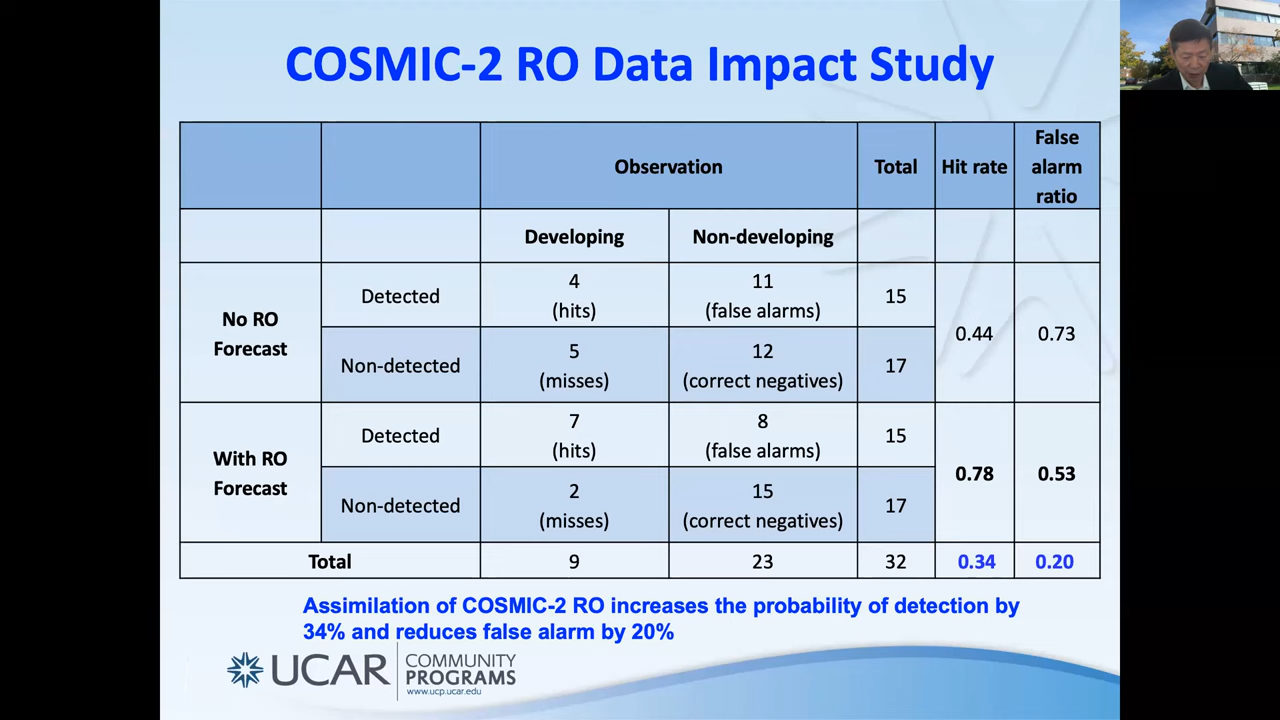 COSMIC-2 RO Data Impact Study
Observation
Total
Hit rate
False
alarm
ratio
Developing
Non-developing
No RO
Forecast
Detected
4
(hits)
11
(false alarms)
15
0.44
0.73
Non-detected
5
(misses)
12
(correct negatives)
17
With RO
Forecast
Detected
7
(hits)
8
(false alarms)
15
0.78
0.53
Non-detected
2
(misses)
15
(correct negatives)
17
Total
9
23
32
0.34
0.20
Assimilation of COSMIC-2 RO increases the probability of detection by
34% and reduces false alarm by 20%
UCAR
COMMUNITY
PROGRAMS
www.ucp.ucar.edu